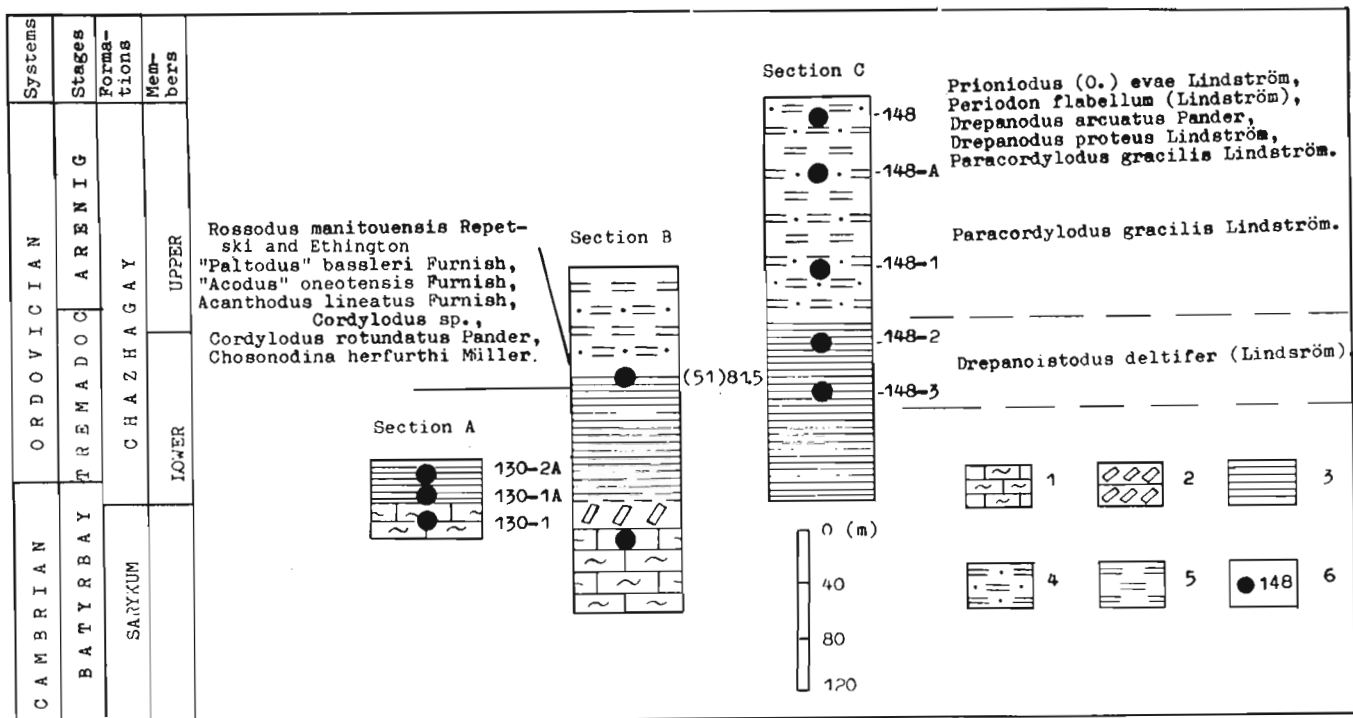 Systems
Stages
Forma-
tions
Mem-
bers
ORDOVICIAN
CAMBRIAN
ARENIG
TREMADOC
BATYRBAY
CHAZHAGAY
SARYKUM
UPPER
LOWER
Rossodus manitouensis Repet-
ski and Ethington
"Paltodus" bassleri Furnish,
"Acodus" oneotensis Furnish,
Acanthodus lineatus Furnish,
Cordylodus sp.,
Cordylodus rotundatus Pander,
Chosonodina herfurthi Müller.
Section A
130-2A
130-1A
130-1
Section B
(51)815
Section C
-148
-148-A
-148-1
-148-2
-148-3
Prioniodus (O.) evae Lindström,
Periodon flabellum (Lindström),
Drepanodus arcuatus Pander,
Drepanodus proteus Lindström,
Paracordylodus gracilis Lindström.
Paracordylodus gracilis Lindström.
Drepanoistodus deltifer (Lindsröm)
0 (m)
40
80
120
1
2
3
4
5
148
6